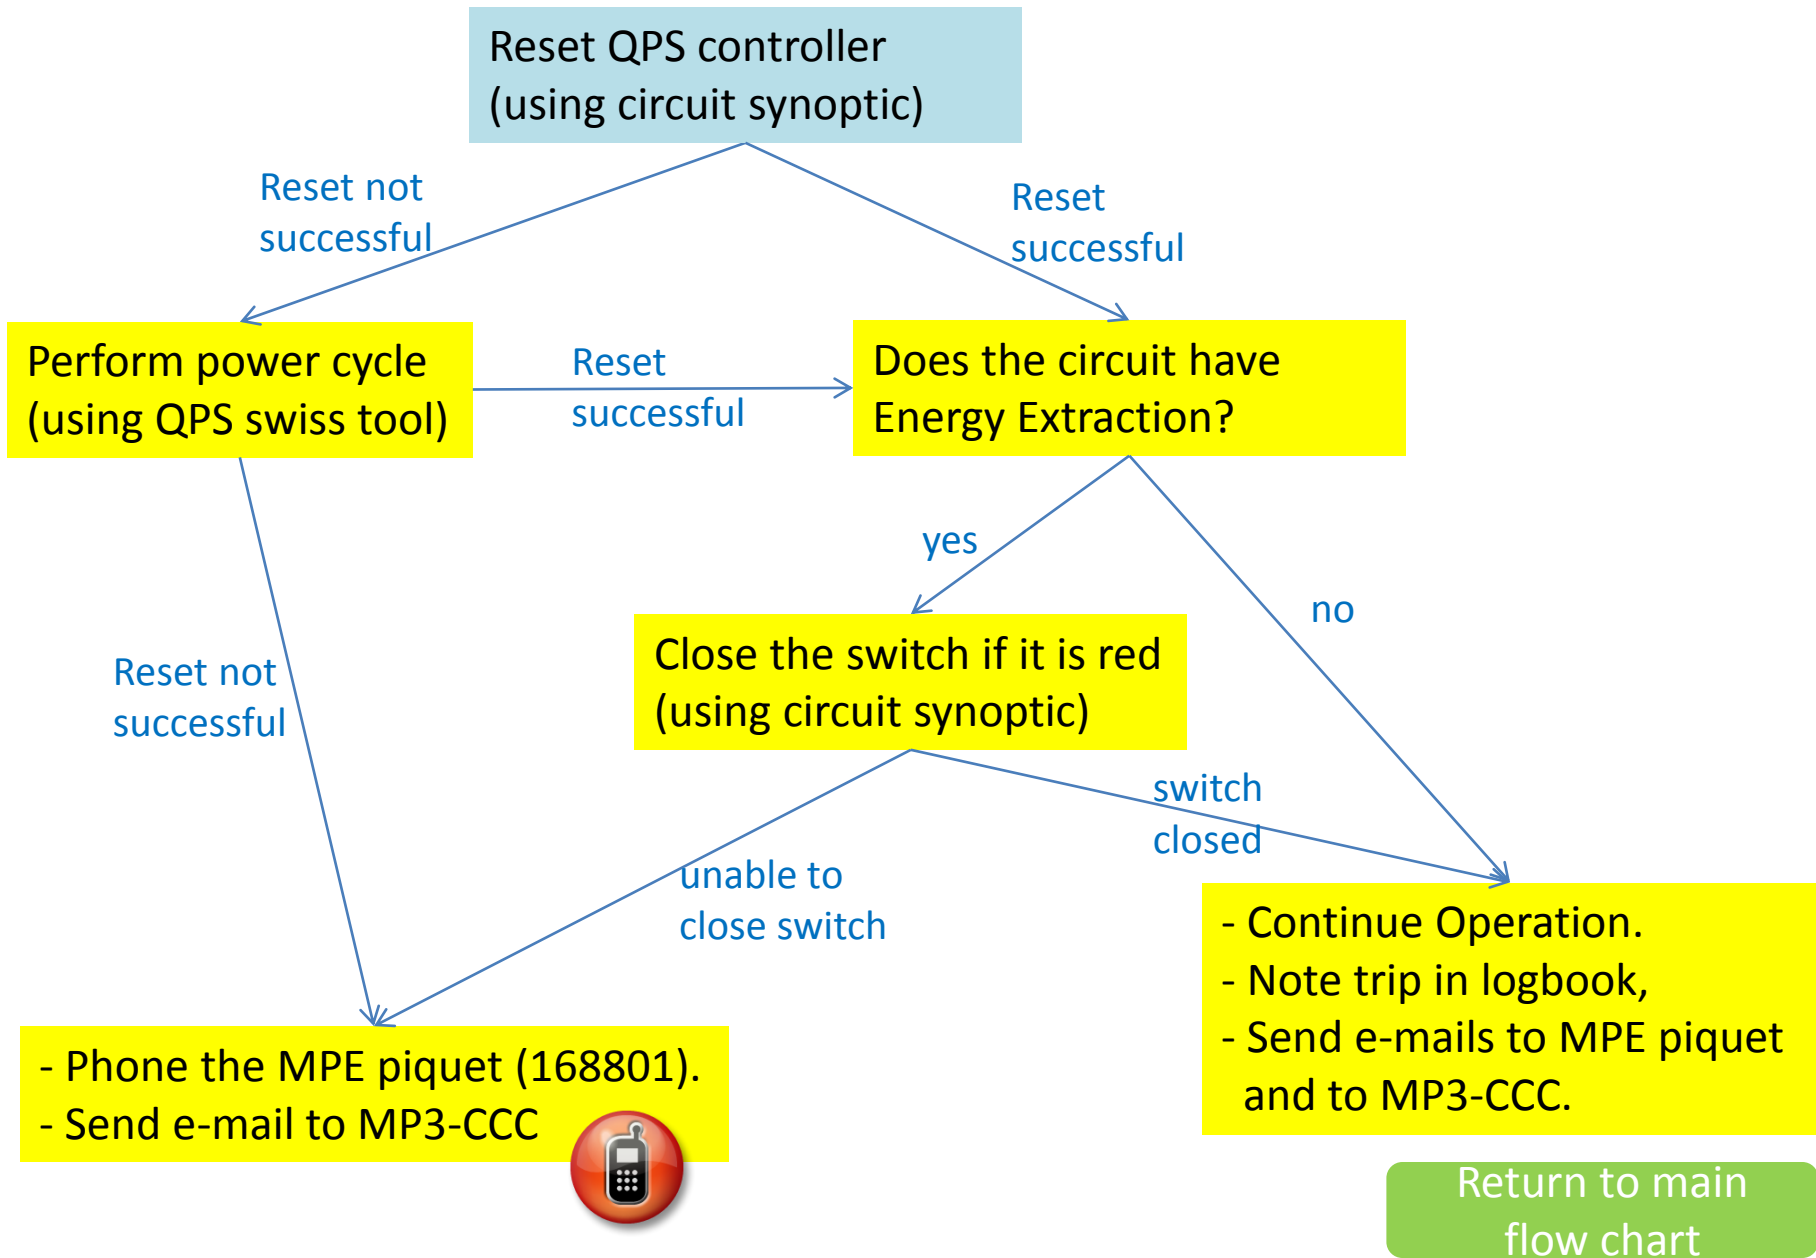 Reset QPS controller
(using circuit synoptic)
Reset not
successful
Reset
successful
Perform power cycle
(using QPS swiss tool)
Reset
successful
Does the circuit have
Energy Extraction?
yes
no
Close the switch if it is red
(using circuit synoptic)
Reset not
successful
switch
closed
unable to
close switch
- Continue Operation.
- Note trip in logbook,
- Send e-mails to MPE piquet
and to MP3-CCC.
- Phone the MPE piquet (168801).
- Send e-mail to MP3-CCC
Return to main
flow chart